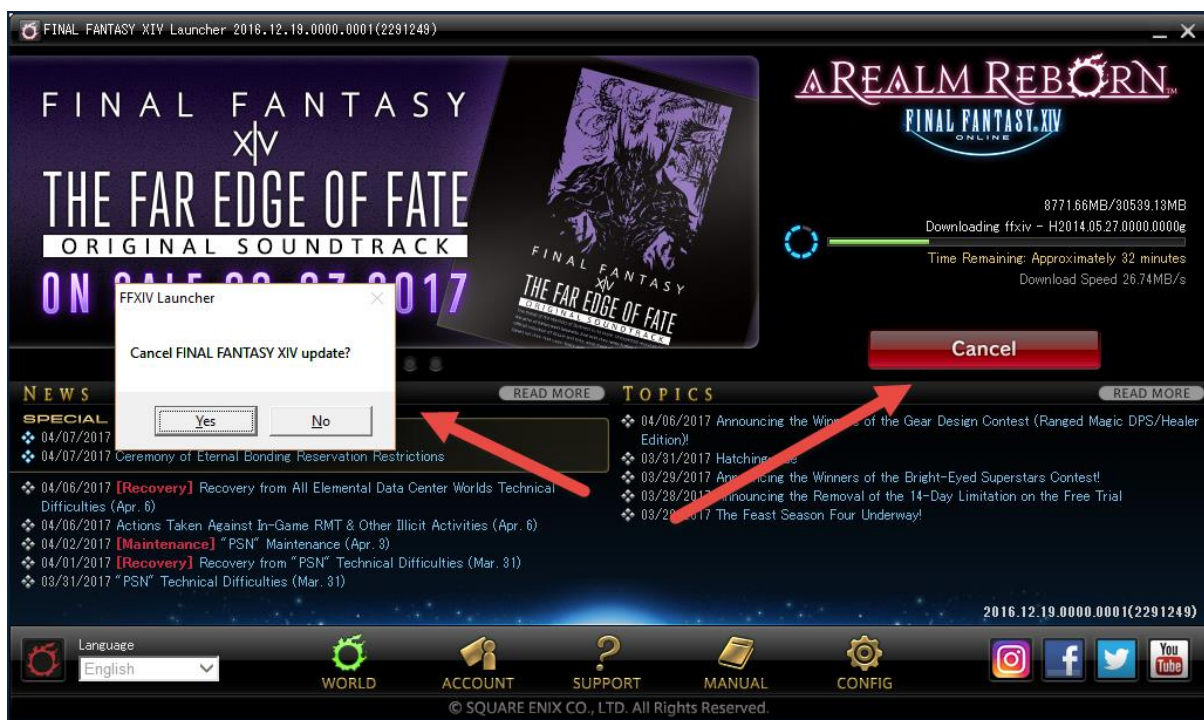 FINAL FANTASY XIV Launcher 2016.12.19.0000.0001(2291249)
FINAL FANTASY
XIV
THE FAR EDGE OF FATE
ORIGINAL SOUNDTRACK
ON SALE 2017
FINAL FANTASY
XIV
THE FAR EDGE OF FATE
ORIGINAL SOUNDTRACK
A REALM REBORN™
FINAL FANTASY XIV
ONLINE
8771.66MB/30539.13MB
Downloading ffxiv - H2014.05.27.0000.0000g
Time Remaining: Approximately 32 minutes
Download Speed 26.74MB/s
Cancel
FFXIV Launcher
Cancel FINAL FANTASY XIV update?
Yes
No
NEWS
READ MORE
SPECIAL
04/07/2017
04/07/2017 Ceremony of Eternal Bonding Reservation Restrictions
04/06/2017 [Recovery] Recovery from All Elemental Data Center Worlds Technical
Difficulties (Apr. 6)
04/06/2017 Actions Taken Against In-Game RMT & Other Illicit Activities (Apr. 6)
04/02/2017 [Maintenance] "PSN" Maintenance (Apr. 3)
04/01/2017 [Recovery] Recovery from "PSN" Technical Difficulties (Mar. 31)
03/31/2017 "PSN" Technical Difficulties (Mar. 31)
TOPICS
READ MORE
04/06/2017 Announcing the Winners of the Gear Design Contest (Ranged Magic DPS/Healer
Edition)!
03/31/2017
03/29/2017 Announcing the Winners of the Bright-Eyed Superstars Contest!
03/28/2017 Announcing the Removal of the 14-Day Limitation on the Free Trial
The Feast Season Four Underway!
2016.12.19.0000.0001(2291249)
Language
English
WORLD
ACCOUNT
SUPPORT
MANUAL
CONFIG
You
Tube
© SQUARE ENIX CO., LTD. All Rights Reserved.